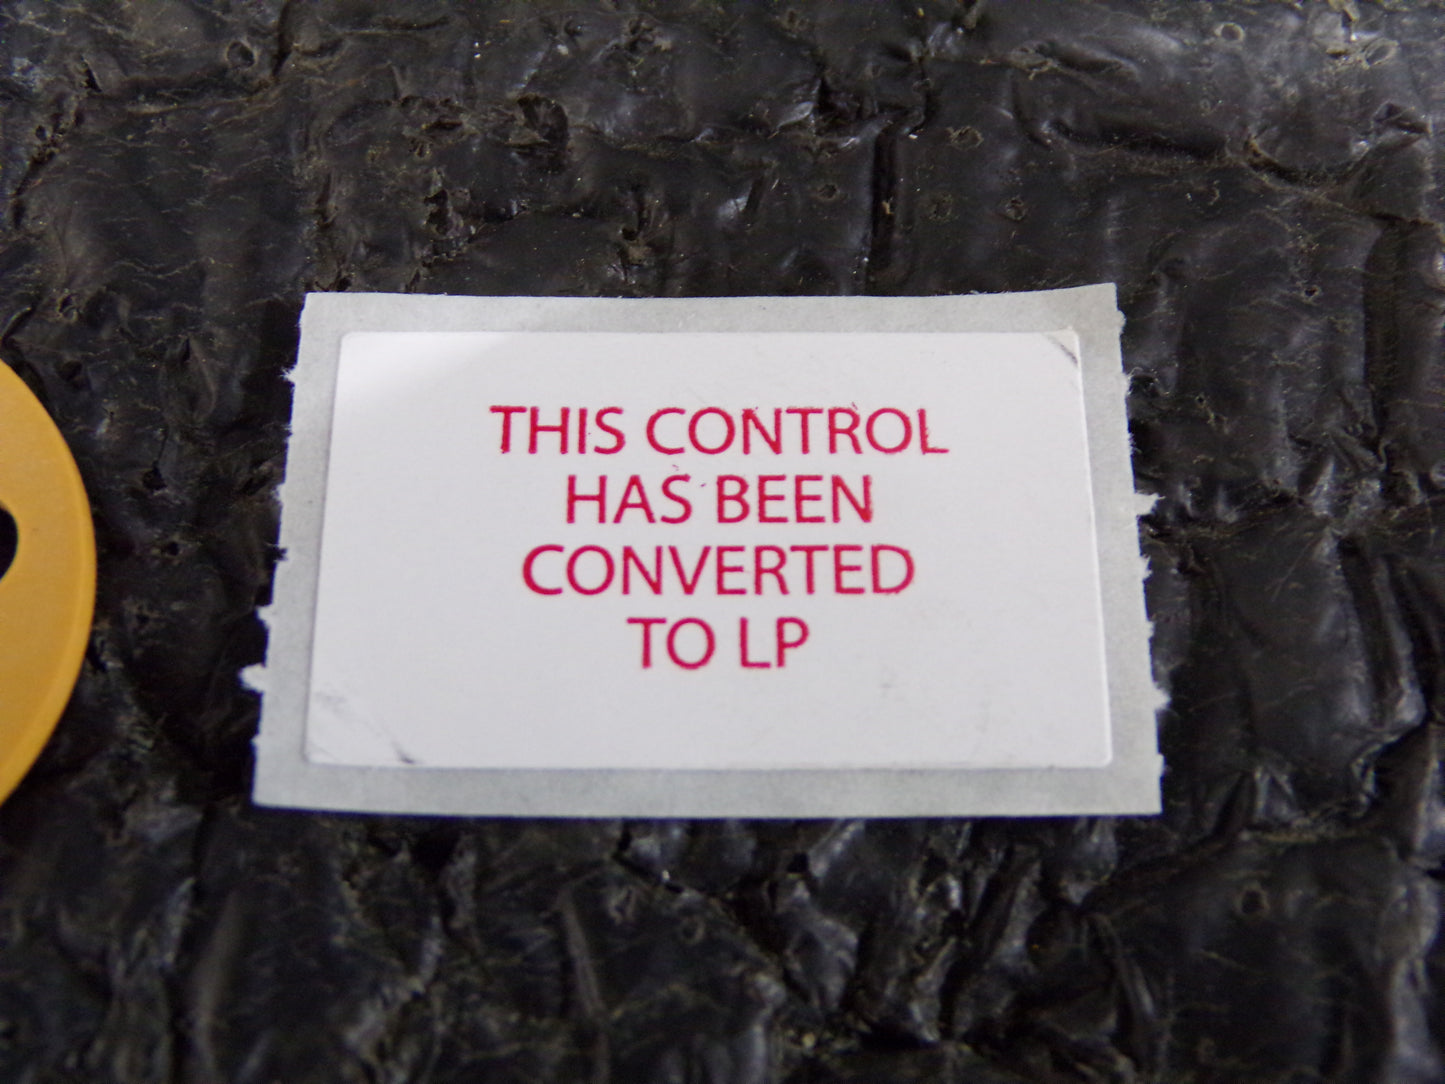 THIS CONTROL
HAS BEEN
CONVERTED
TO LP